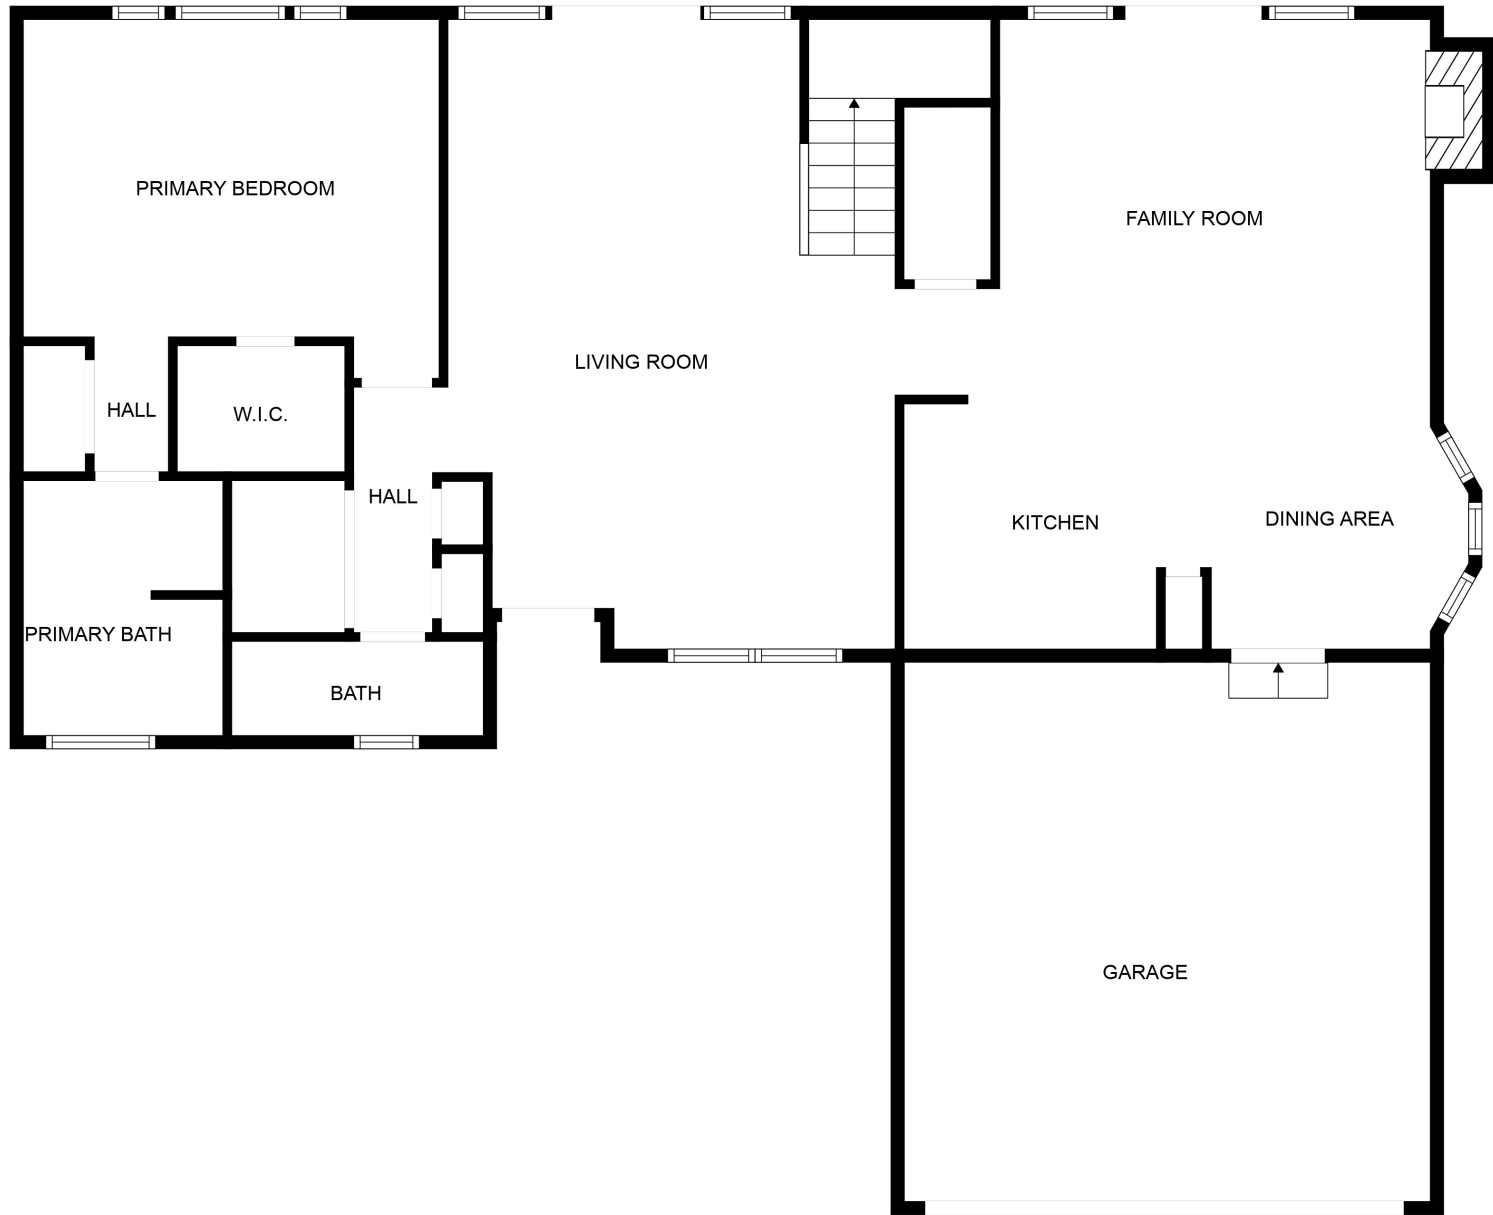 PRIMARY BEDROOM
FAMILY ROOM
LIVING ROOM
HALL
W.I.C.
HALL
KITCHEN
DINING AREA
PRIMARY BATH
BATH
GARAGE